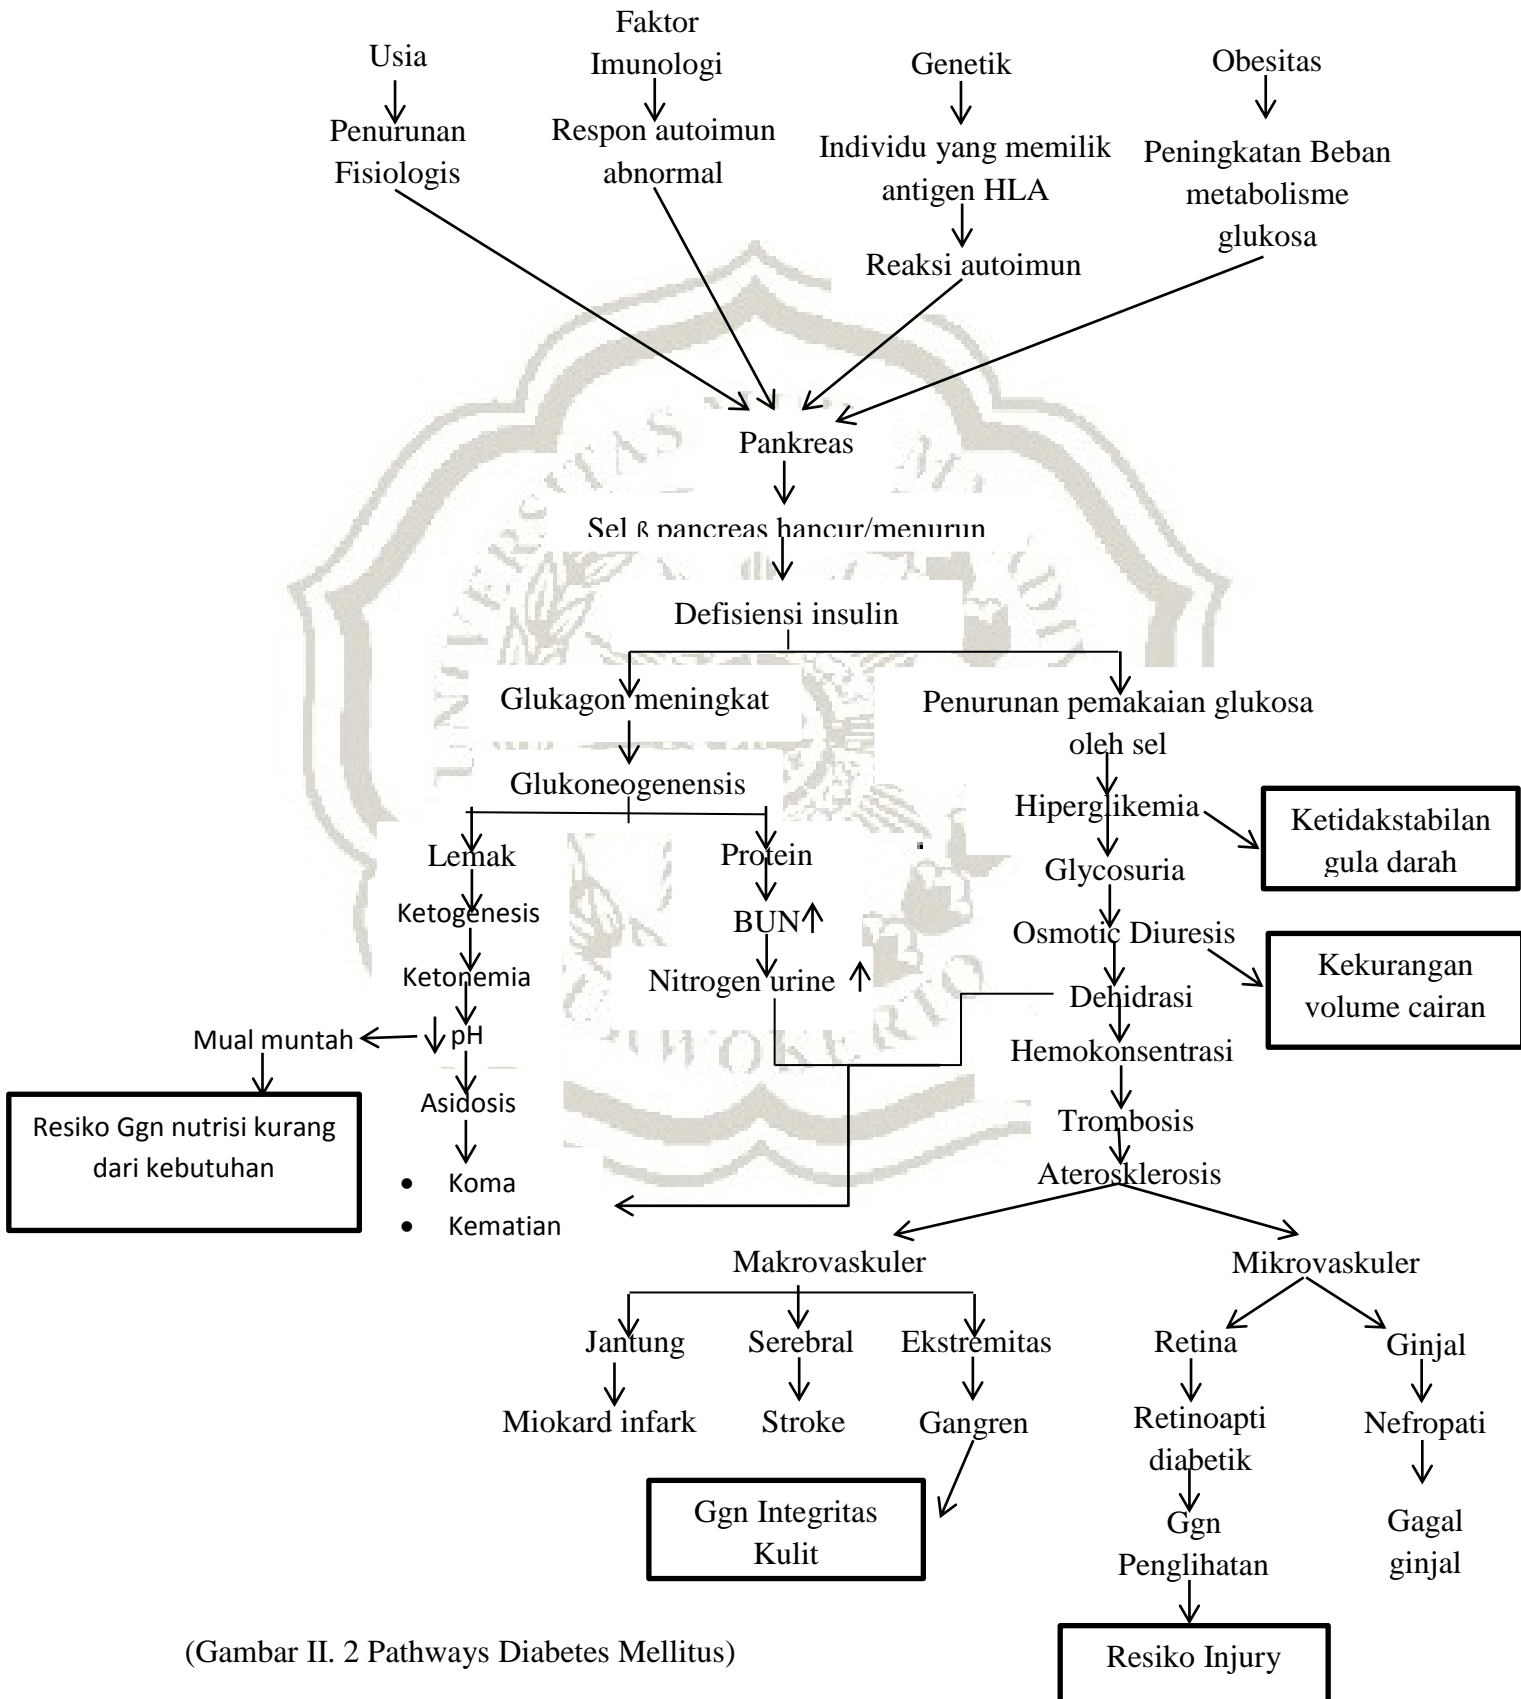 Usia
Faktor
Imunologi
Genetik
Obesitas
Penurunan
Fisiologis
Respon autoimun
abnormal
Individu yang memilik
antigen HLA
Peningkatan Beban
metabolisme
glukosa
Reaksi autoimun
Pankreas
Sel ß pancreas hancur/menurun
Defisiensi insulin
Glukagon meningkat
Penurunan pemakaian glukosa
oleh sel
Glukoneogenensis
Hiperglikemia
Ketidakstabilan
gula darah
Lemak
Protein
Glycosuria
Ketogenesis
BUN↑
Osmotic Diuresis
Kekurangan
volume cairan
Ketonemia
Nitrogen urine ↑
Dehidrasi
Mual muntah
↓ pH
Hemokonsentrasi
Resiko Ggn nutrisi kurang
dari kebutuhan
Asidosis
Trombosis
• Koma
• Kematian
Aterosklerosis
Makrovaskuler
Mikrovaskuler
Jantung
Serebral
Ekstremitas
Retina
Ginjal
Miokard infark
Stroke
Gangren
Retinoapti
diabetik
Nefropati
Ggn Integritas
Kulit
Ggn
Penglihatan
Gagal
ginjal
Resiko Injury
(Gambar II. 2 Pathways Diabetes Mellitus)
UNIVERSITAS